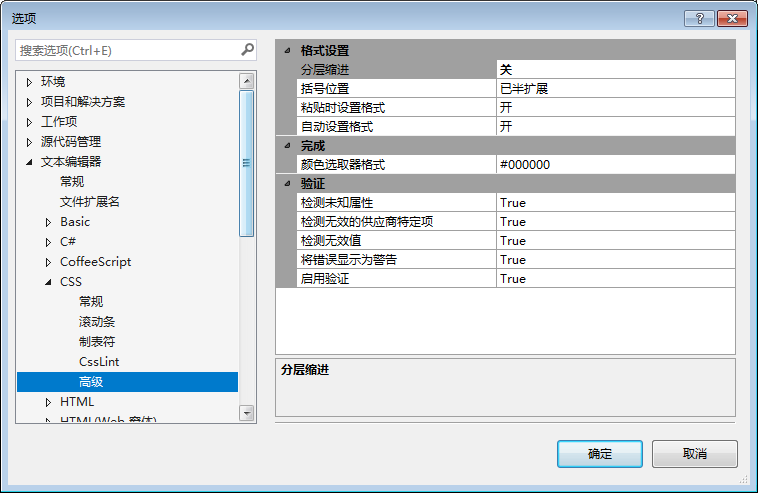 选项
搜索选项(Ctrl+E)
环境
项目和解决方案
工作项
源代码管理
文本编辑器
常规
文件扩展名
Basic
C#
CoffeeScript
CSS
常规
滚动条
制表符
CssLint
高级
HTML
HTML(Web 窗体)
格式设置
分层缩进 关
括号位置 已半扩展
粘贴时设置格式 开
自动设置格式 开
完成
颜色选取器格式 #000000
验证
检测未知属性 True
检测无效的供应商特定项 True
检测无效值 True
将错误显示为警告 True
启用验证 True
分层缩进
确定 取消